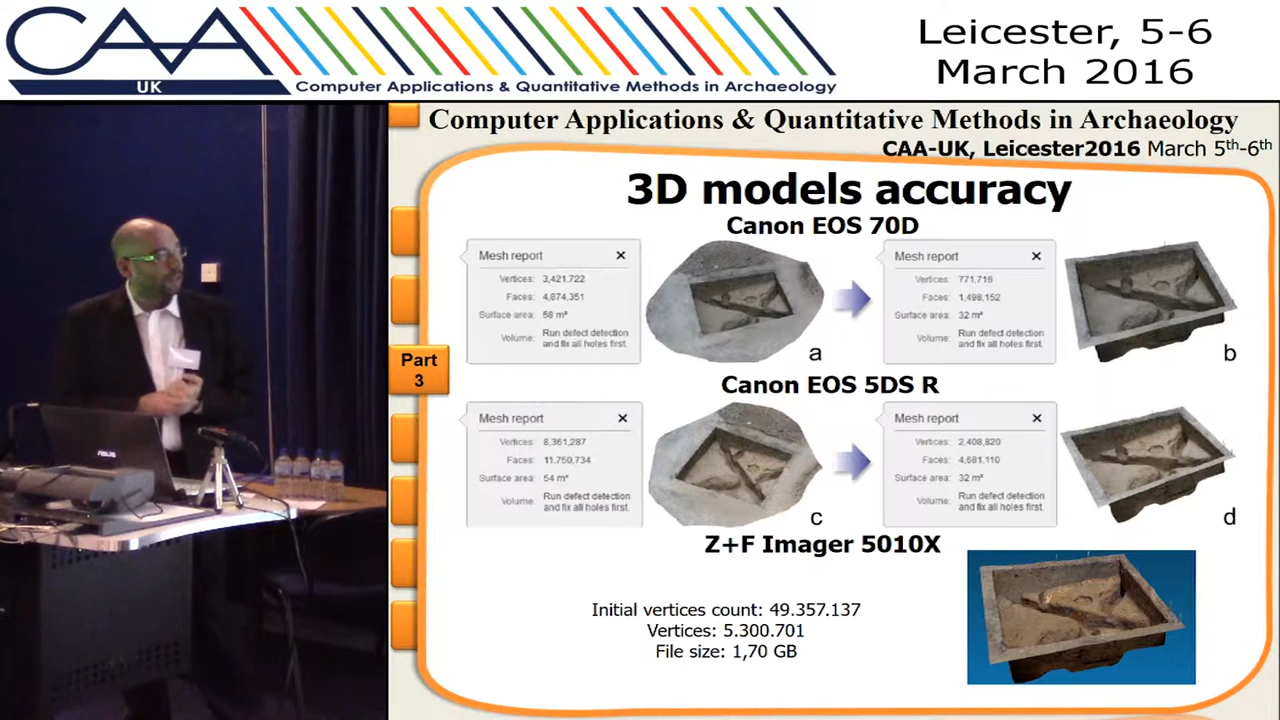 CAA
UK
Computer Applications & Quantitative Methods in Archaeology
Leicester, 5-6
March 2016
Computer Applications & Quantitative Methods in Archaeology
CAA-UK, Leicester2016 March 5th-6th
3D models accuracy
Canon EOS 70D
Mesh report ×
Vertices: 3,421,722
Faces: 4,874,351
Surface area: 58 m²
Volume: Run defect detection
and fix all holes first.
a
Mesh report ×
Vertices: 771,716
Faces: 1,498,152
Surface area: 32 m²
Volume: Run defect detection
and fix all holes first.
b
Part
3
Canon EOS 5DS R
Mesh report ×
Vertices: 8,361,287
Faces: 11,750,734
Surface area: 54 m²
Volume: Run defect detection
and fix all holes first.
c
Mesh report ×
Vertices: 2,408,820
Faces: 4,681,110
Surface area: 32 m²
Volume: Run defect detection
and fix all holes first.
d
Z+F Imager 5010X
Initial vertices count: 49.357.137
Vertices: 5.300.701
File size: 1,70 GB
ASUS